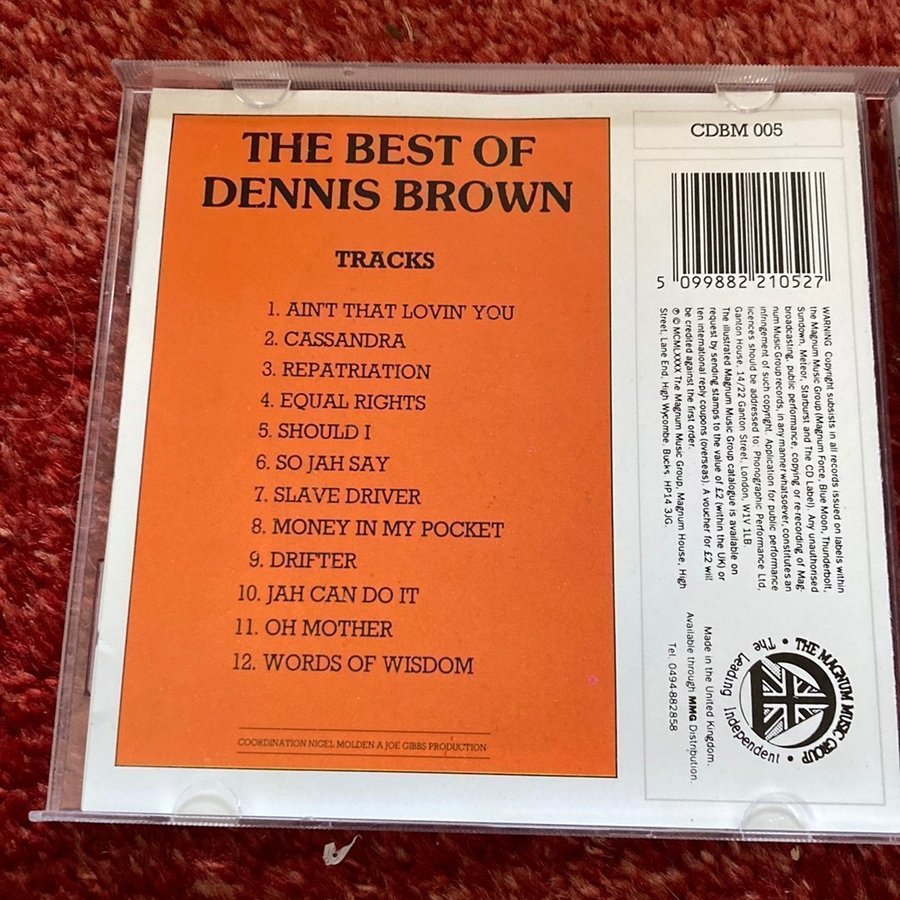 THE BEST OF
DENNIS BROWN
TRACKS
1. AIN'T THAT LOVIN' YOU
2. CASSANDRA
3. REPATRIATION
4. EQUAL RIGHTS
5. SHOULD I
6. SO JAH SAY
7. SLAVE DRIVER
8. MONEY IN MY POCKET
9. DRIFTER
10. JAH CAN DO IT
11. OH MOTHER
12. WORDS OF WISDOM
COORDINATION NIGEL MOLDEN A JOE GIBBS PRODUCTION
CDBM 005
5 099882 210527
WARNING Copyright subsists in all records issued on labels within
the Magnum Music Group (Magnum Force, Blue Moon, Thunderbolt,
Sundown, Meteor, Starburst and The CD Label). Any unauthorised
broadcasting, public performance, copying or re-recording of Mag-
num Music Group records, in any manner whatsoever, constitutes an
infringement of such copyright. Application for public performance
licences should be addressed to: Phonographic Performance Ltd,
Ganton House, 14/22 Ganton Street, London, W1V 1LB.
The illustrated Magnum Music Group catalogue is available on
request by sending stamps to the value of £2 (within the UK) or
ten international reply coupons (overseas). A voucher for £2 will
be credited against the first order.
℗ © MCMLXXXX The Magnum Music Group, Magnum House, High
Street, Lane End, High Wycombe, Bucks. HP14 3JG.
Made in the United Kingdom.
Available through MMG Distribution.
Tel. 0494-882858
• THE MAGNUM MUSIC GROUP •
The Leading Independent